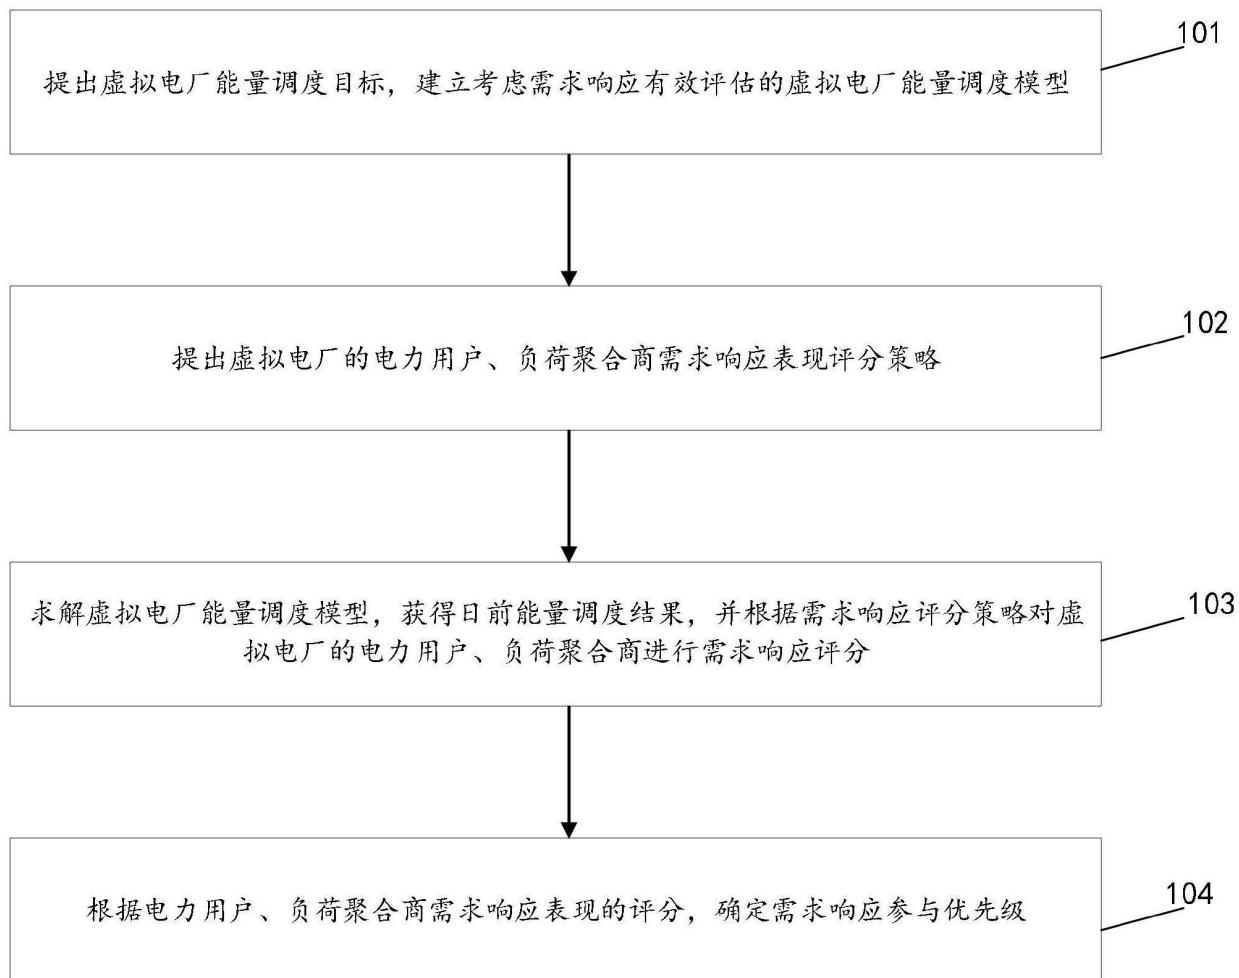 101
提出虚拟电厂能量调度目标，建立考虑需求响应有效评估的虚拟电厂能量调度模型
102
提出虚拟电厂的电力用户、负荷聚合商需求响应表现评分策略
103
求解虚拟电厂能量调度模型，获得日前能量调度结果，并根据需求响应评分策略对虚
拟电厂的电力用户、负荷聚合商进行需求响应评分
104
根据电力用户、负荷聚合商需求响应表现的评分，确定需求响应参与优先级